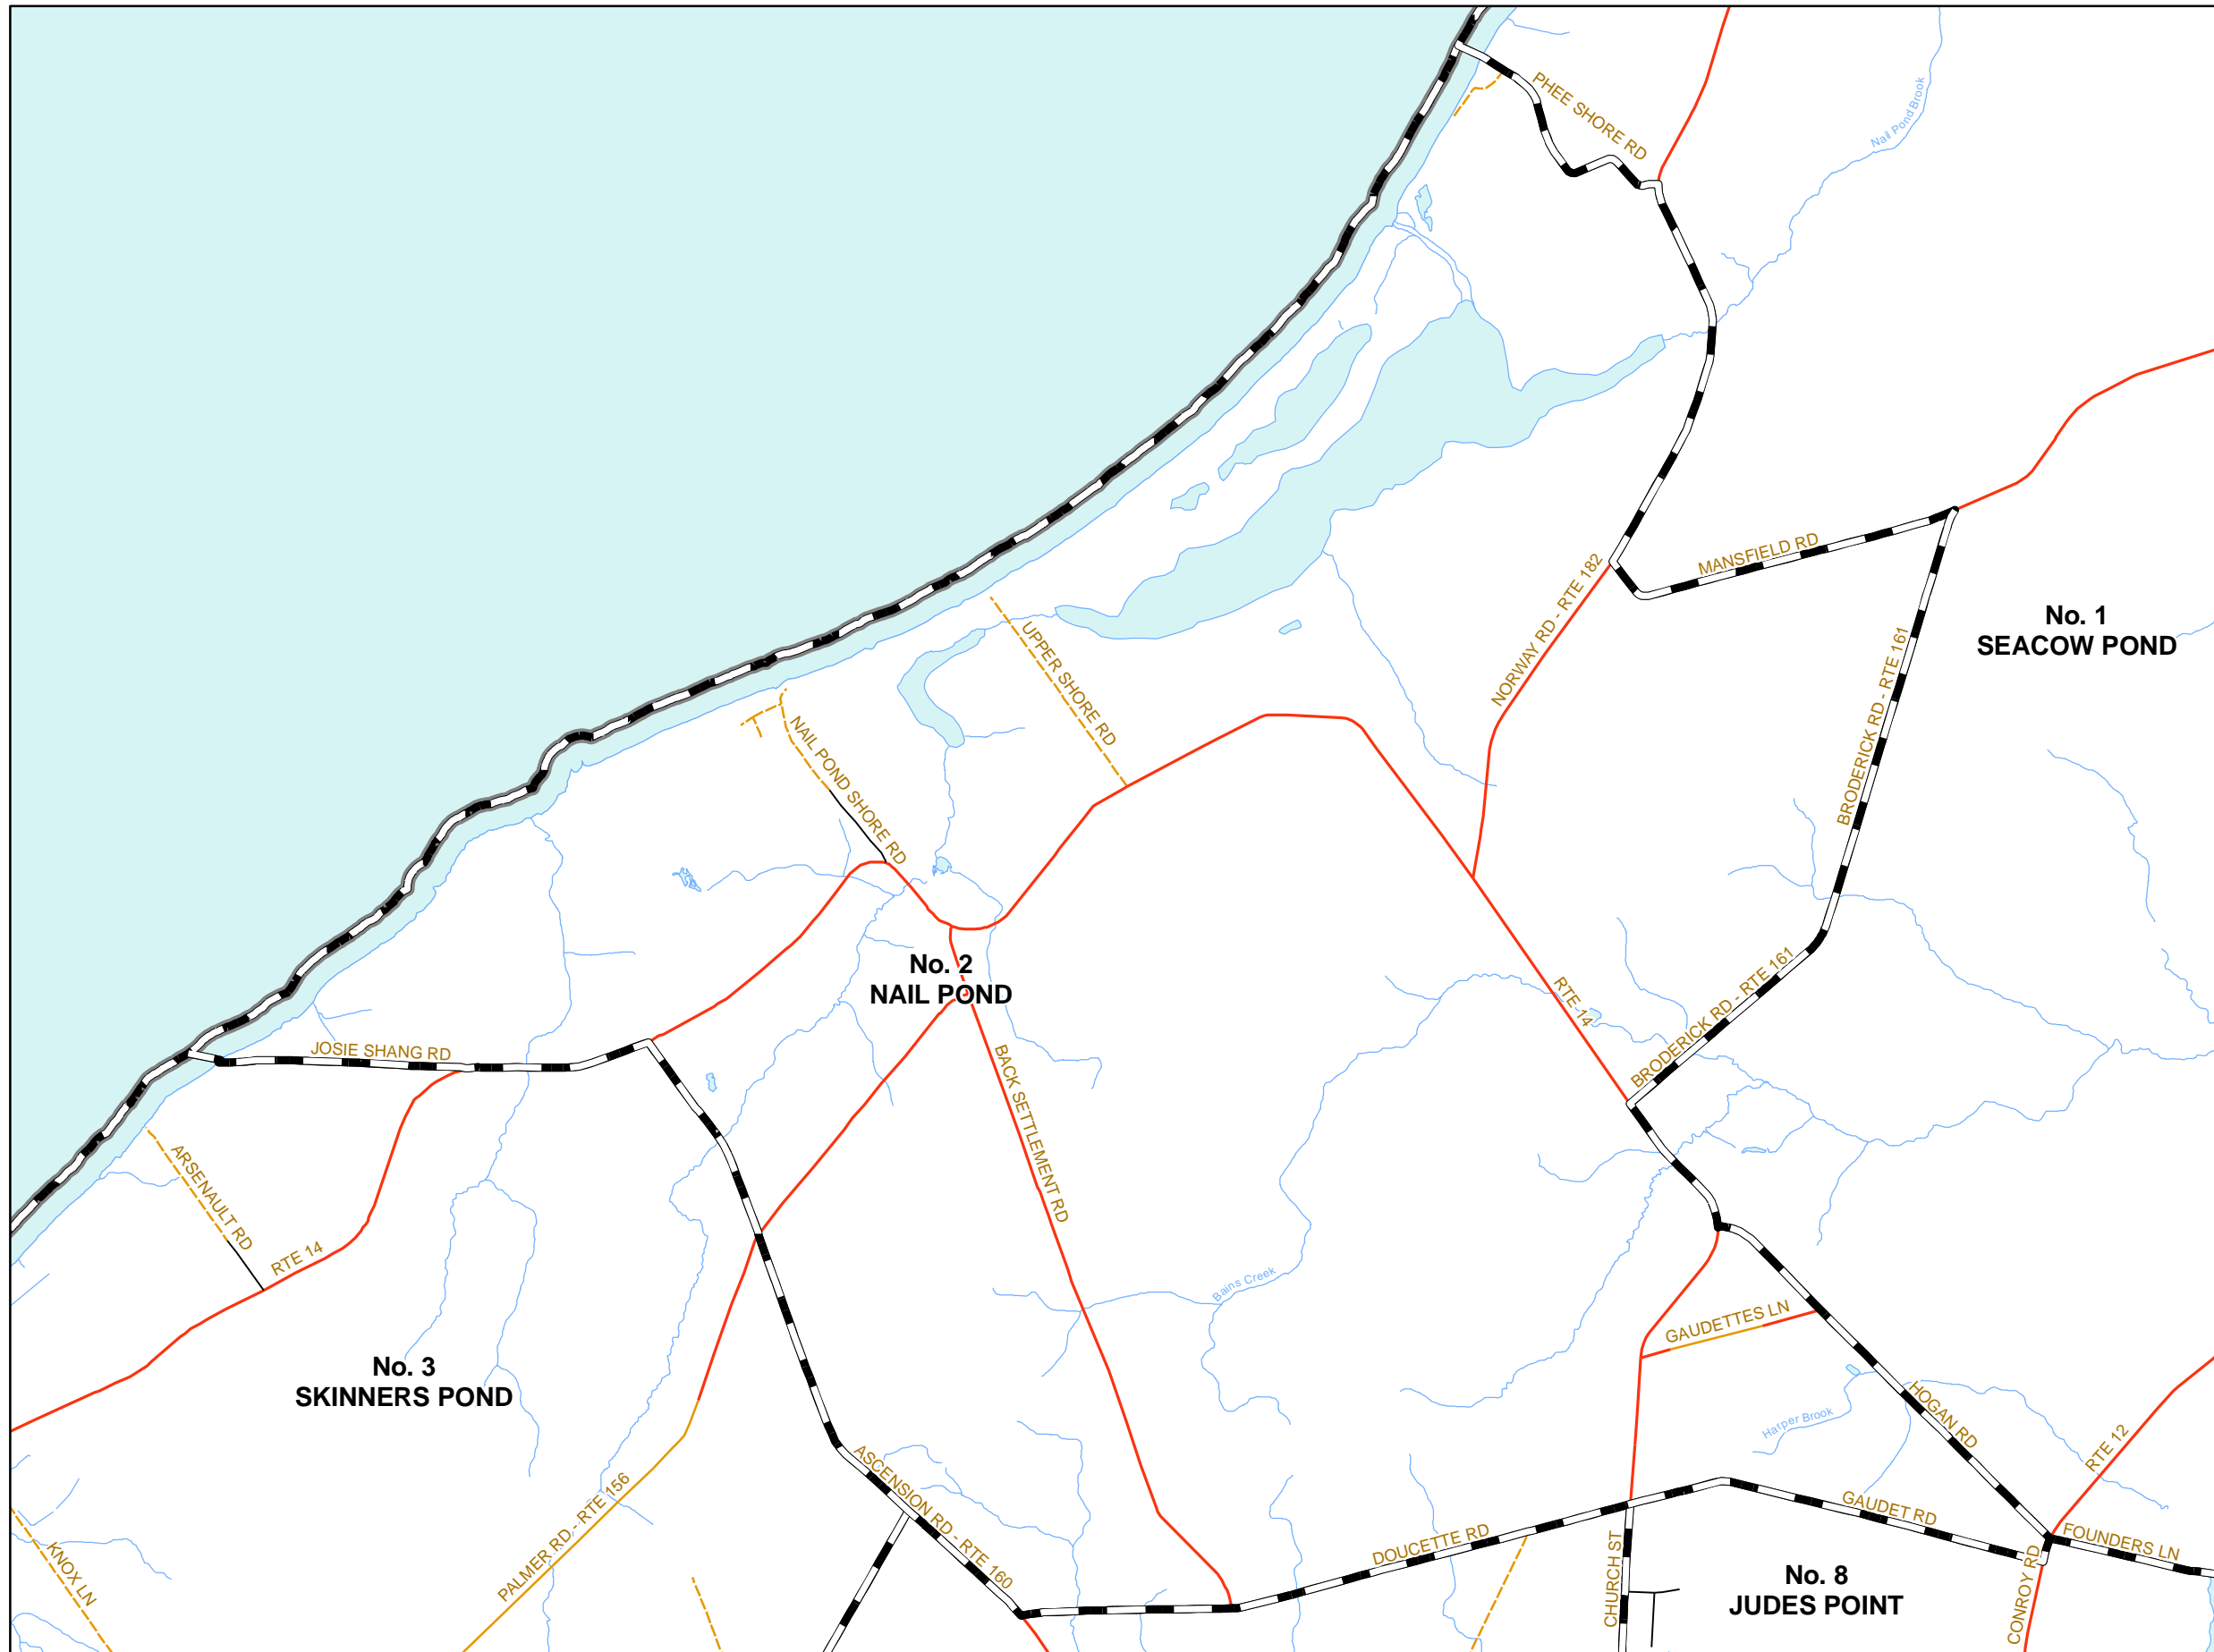 PHEE SHORE RD
Nail Pond Brook
MANSFIELD RD
NORWAY RD - RTE 182
No. 1
SEACOW POND
BRODERICK RD - RTE 161
UPPER SHORE RD
NAIL POND SHORE RD
No. 2
NAIL POND
RTE 14
BRODERICK RD - RTE 161
JOSIE SHANG RD
BACK SETTLEMENT RD
ARSENAULT RD
RTE 14
Bains Creek
GAUDETTES LN
No. 3
SKINNERS POND
HOGAN RD
Harper Brook
RTE 12
ASCENSION RD - RTE 160
PALMER RD - RTE 156
GAUDET RD
DOUCETTE RD
FOUNDERS LN
KNOX LN
CHURCH ST
No. 8
JUDES POINT
CONROY RD